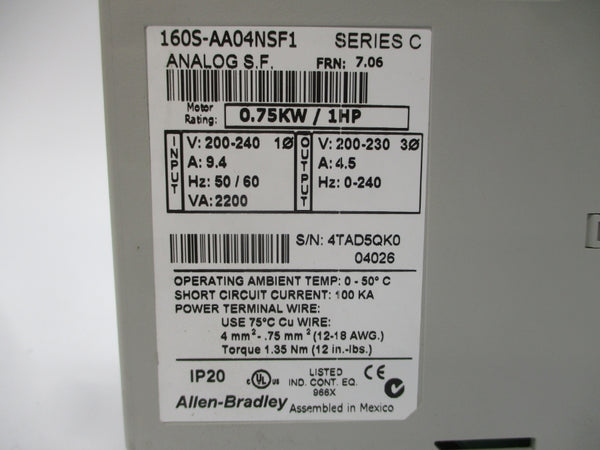 160S-AA04NSF1 SERIES C
ANALOG S.F. FRN: 7.06
Motor Rating: 0.75KW / 1HP
INPUT
V: 200-240 1Ø
A: 9.4
Hz: 50 / 60
VA: 2200
OUTPUT
V: 200-230 3Ø
A: 4.5
Hz: 0-240
S/N: 4TAD5QK0
04026
OPERATING AMBIENT TEMP: 0 - 50° C
SHORT CIRCUIT CURRENT: 100 KA
POWER TERMINAL WIRE:
USE 75°C Cu WIRE:
4 mm²- .75 mm² (12-18 AWG.)
Torque 1.35 Nm (12 in.-lbs.)
IP20 c UL us LISTED IND. CONT. EQ. 966X CE
Allen-Bradley Assembled in Mexico